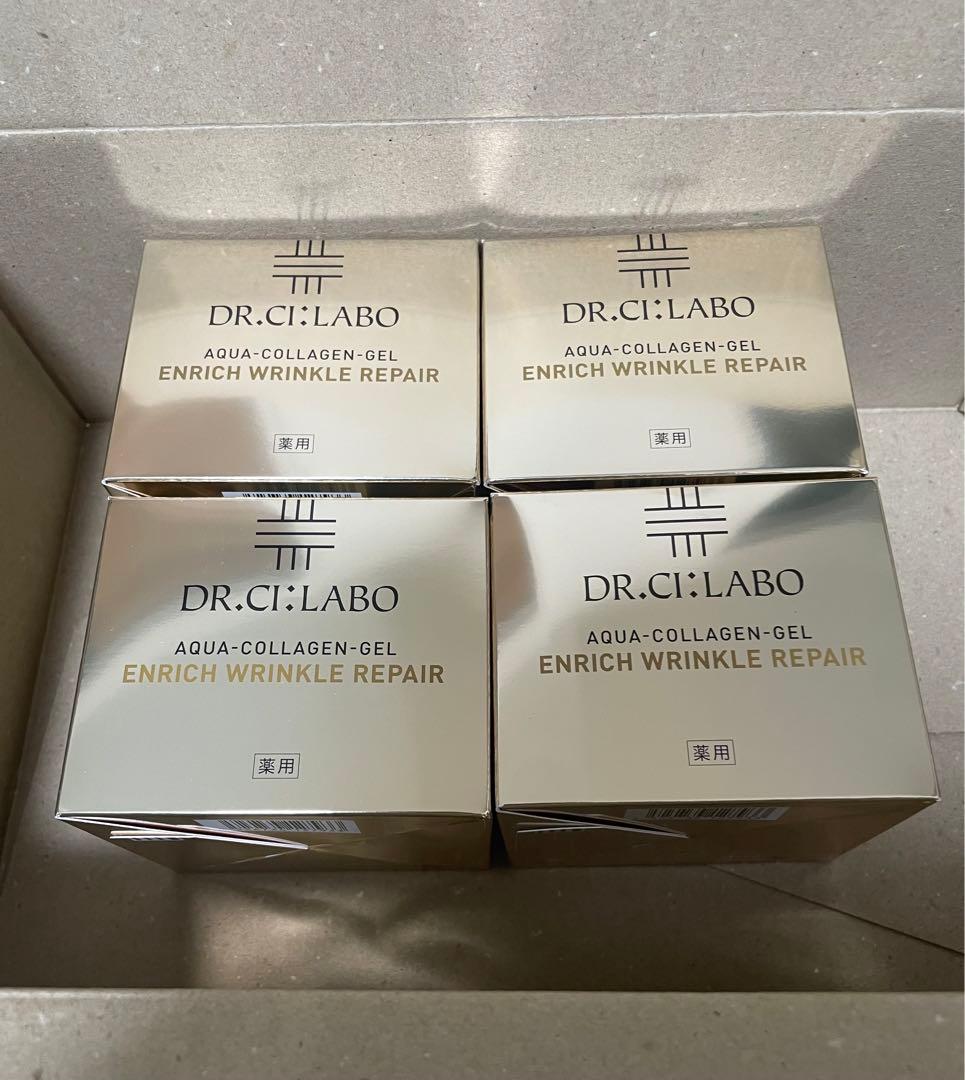 DR.CI:LABO
AQUA-COLLAGEN-GEL
ENRICH WRINKLE REPAIR
薬用
DR.CI:LABO
AQUA-COLLAGEN-GEL
ENRICH WRINKLE REPAIR
薬用
DR.CI:LABO
AQUA-COLLAGEN-GEL
ENRICH WRINKLE REPAIR
薬用
DR.CI:LABO
AQUA-COLLAGEN-GEL
ENRICH WRINKLE REPAIR
薬用